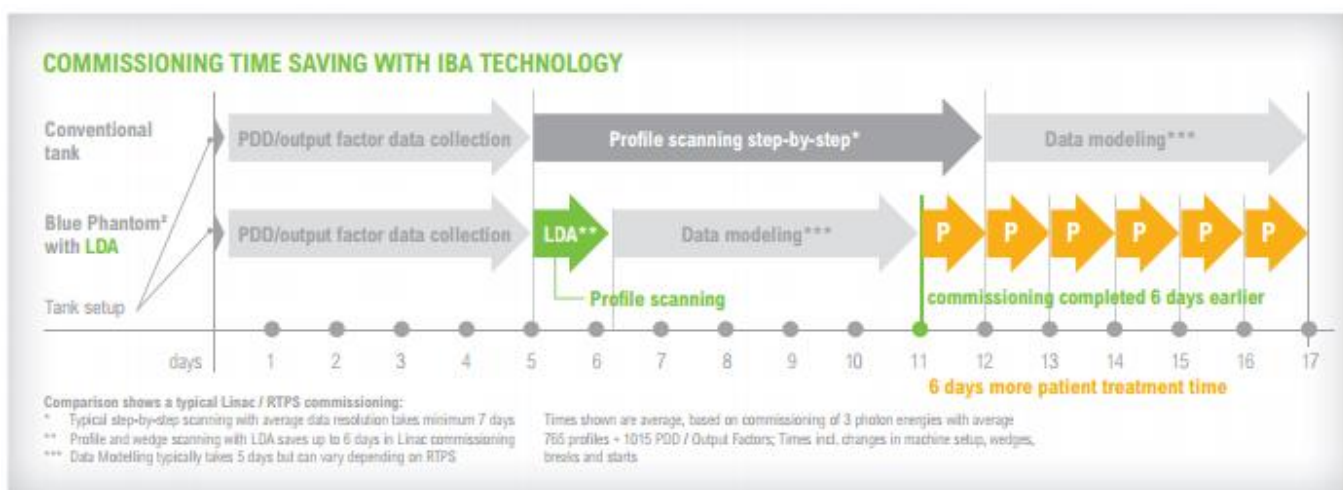 COMMISSIONING TIME SAVING WITH IBA TECHNOLOGY
Conventional
tank
PDD/output factor data collection
Profile scanning step-by-step*
Data modeling***
Blue Phantom²
with LDA
PDD/output factor data collection
LDA**
Data modeling***
P P P P P P
Tank setup
Profile scanning
commissioning completed 6 days earlier
days 1 2 3 4 5 6 7 8 9 10 11 12 13 14 15 16 17
6 days more patient treatment time
Comparison shows a typical Linac / RTPS commissioning:
* Typical step-by-step scanning with average data resolution takes minimum 7 days
** Profile and wedge scanning with LDA saves up to 6 days in Linac commissioning
*** Data Modelling typically takes 5 days but can vary depending on RTPS
Times shown are average, based on commissioning of 3 photon energies with average
765 profiles + 1015 PDD / Output Factors; Times incl. changes in machine setup, wedges,
breaks and starts